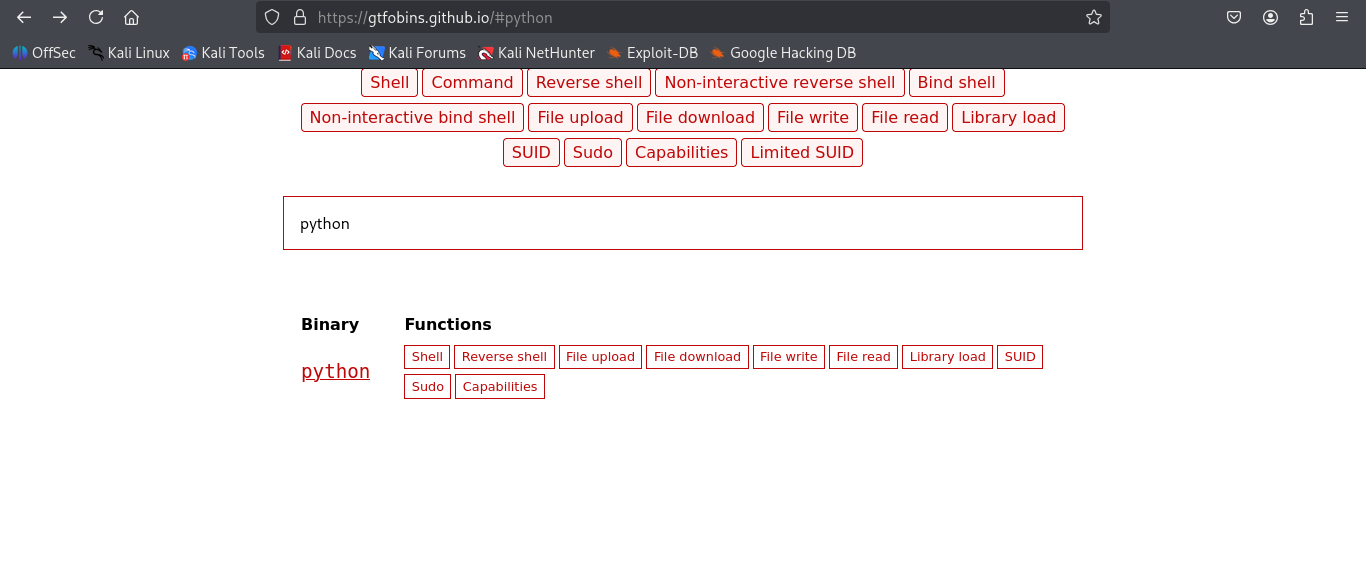 https://gtfobins.github.io/#python
OffSec Kali Linux Kali Tools Kali Docs Kali Forums Kali NetHunter Exploit-DB Google Hacking DB
Shell Command Reverse shell Non-interactive reverse shell Bind shell
Non-interactive bind shell File upload File download File write File read Library load
SUID Sudo Capabilities Limited SUID
python
Binary Functions
python Shell Reverse shell File upload File download File write File read Library load SUID
Sudo Capabilities